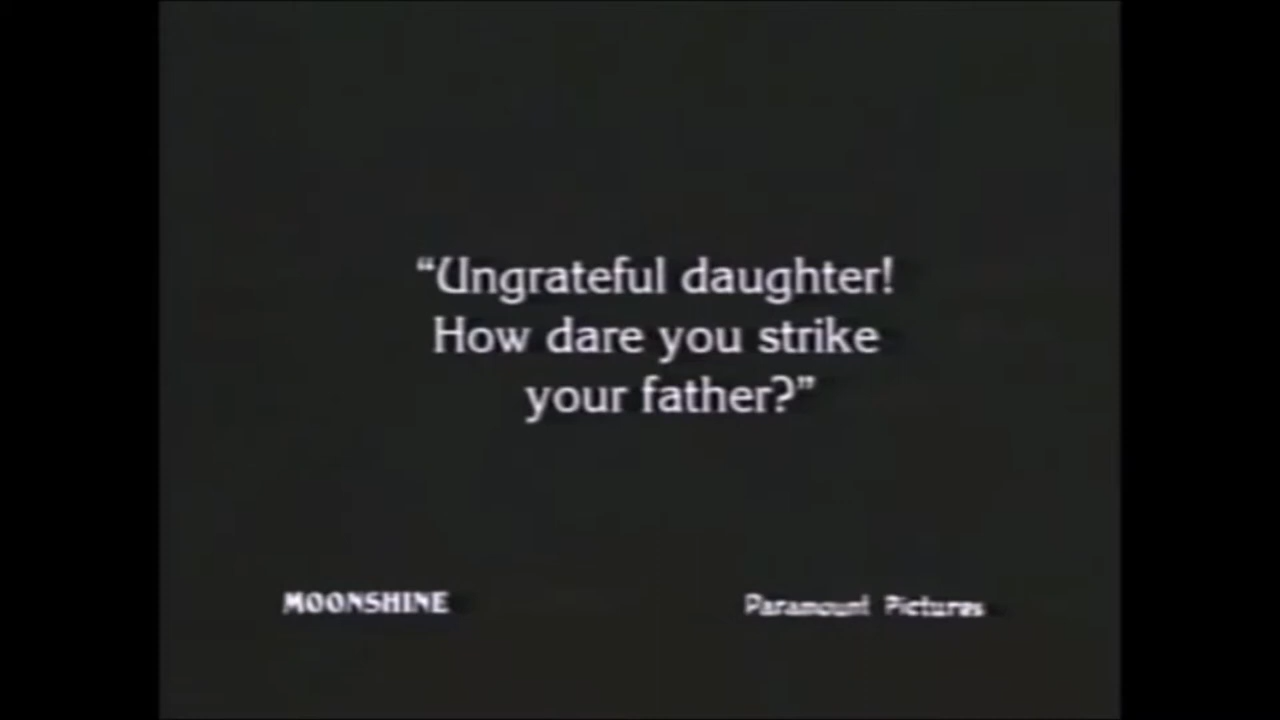 “Ungrateful daughter!
How dare you strike
your father?”
MOONSHINE
Paramount Pictures